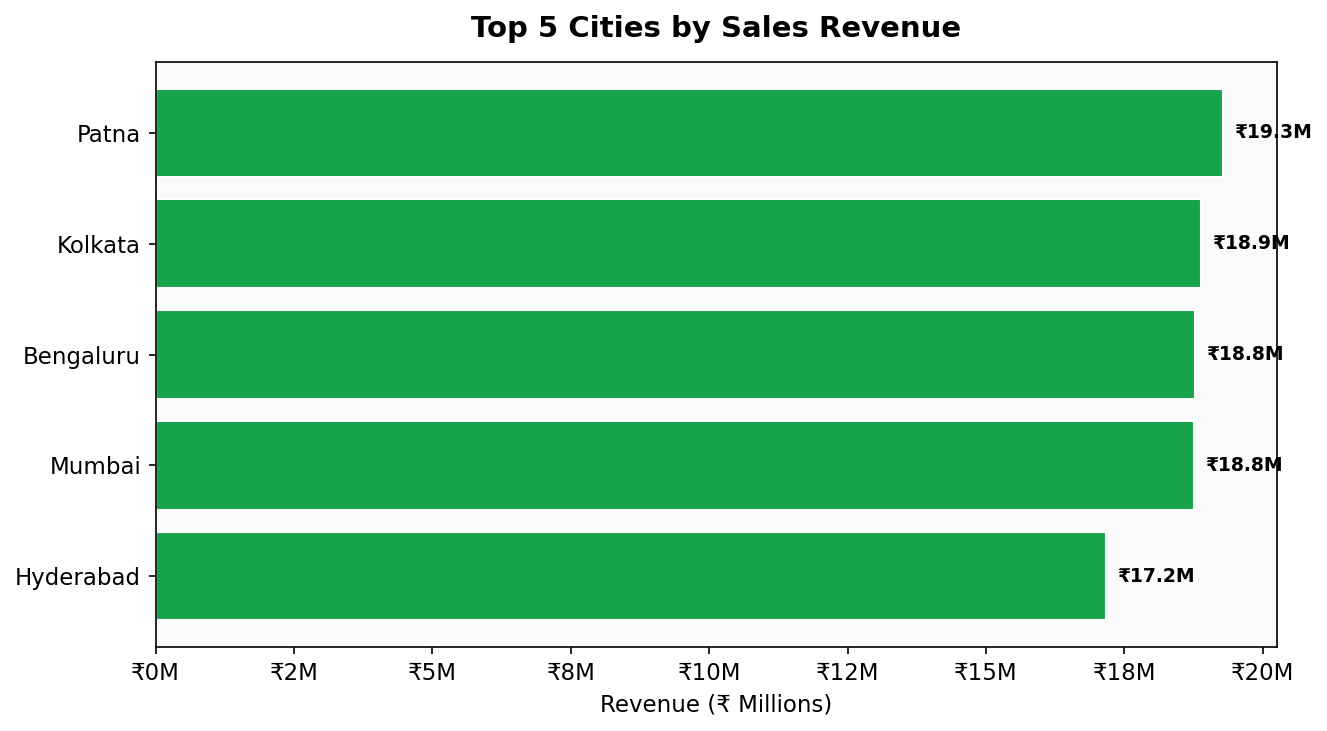 Top 5 Cities by Sales Revenue
Patna
₹19.3M
Kolkata
₹18.9M
Bengaluru
₹18.8M
Mumbai
₹18.8M
Hyderabad
₹17.2M
₹0M ₹2M ₹5M ₹8M ₹10M ₹12M ₹15M ₹18M ₹20M
Revenue (₹ Millions)